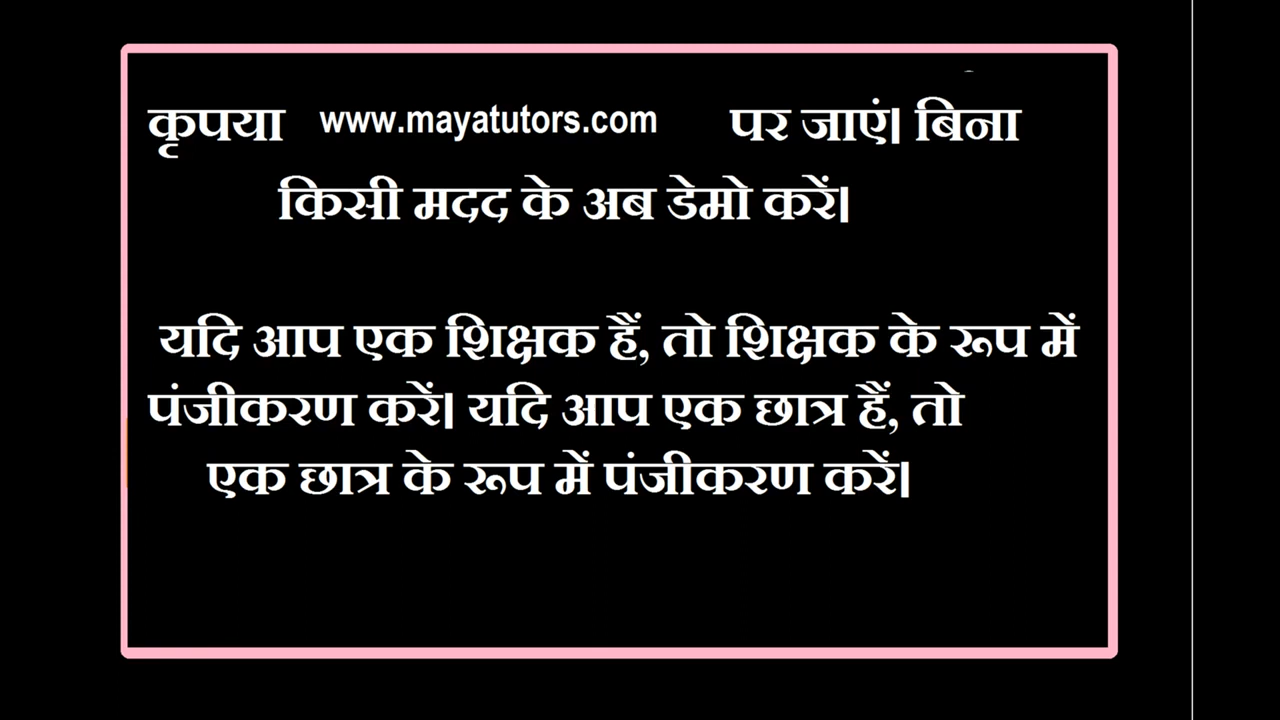 कृपया www.mayatutors.com पर जाएं। बिना
किसी मदद के अब डेमो करें।
यदि आप एक शिक्षक हैं, तो शिक्षक के रूप में
पंजीकरण करें। यदि आप एक छात्र हैं, तो
एक छात्र के रूप में पंजीकरण करें।